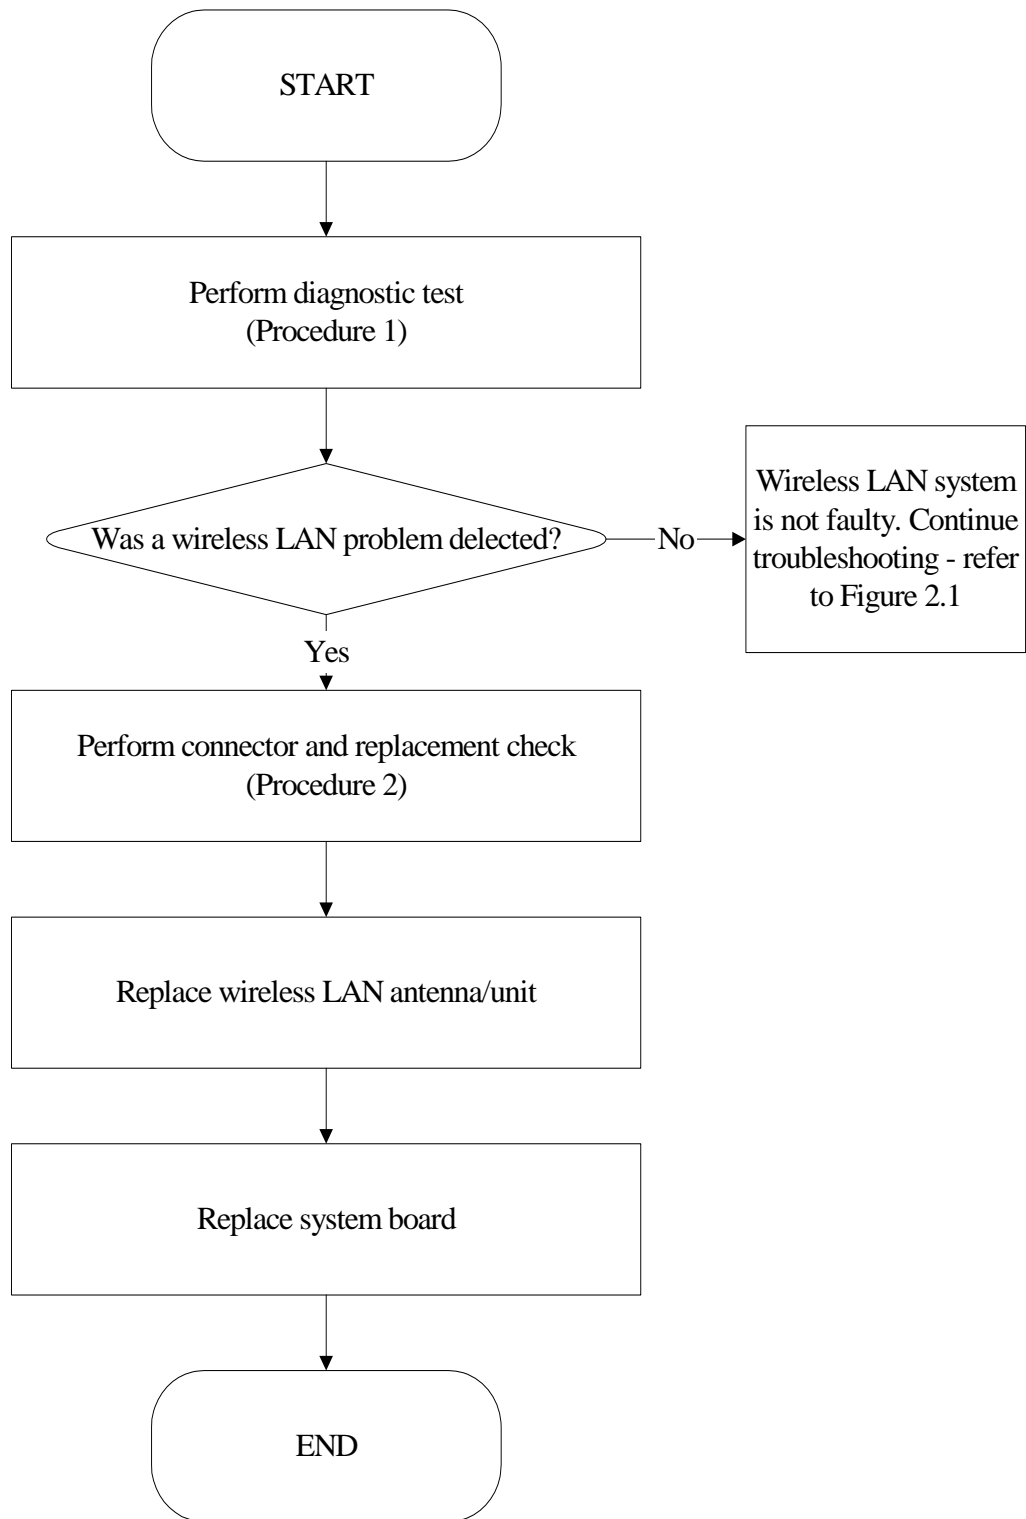 START
Perform diagnostic test
(Procedure 1)
Was a wireless LAN problem delected?
No
Wireless LAN system
is not faulty. Continue
troubleshooting - refer
to Figure 2.1
Yes
Perform connector and replacement check
(Procedure 2)
Replace wireless LAN antenna/unit
Replace system board
END